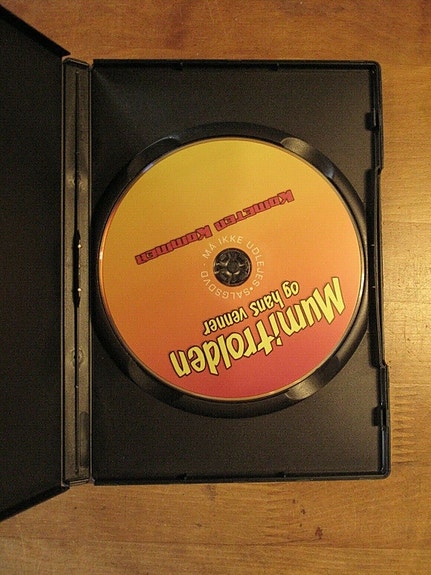 Mumitrolden
og hans venner
SALGSDVD · MÅ IKKE UDLEJES •
Kometen Kommer